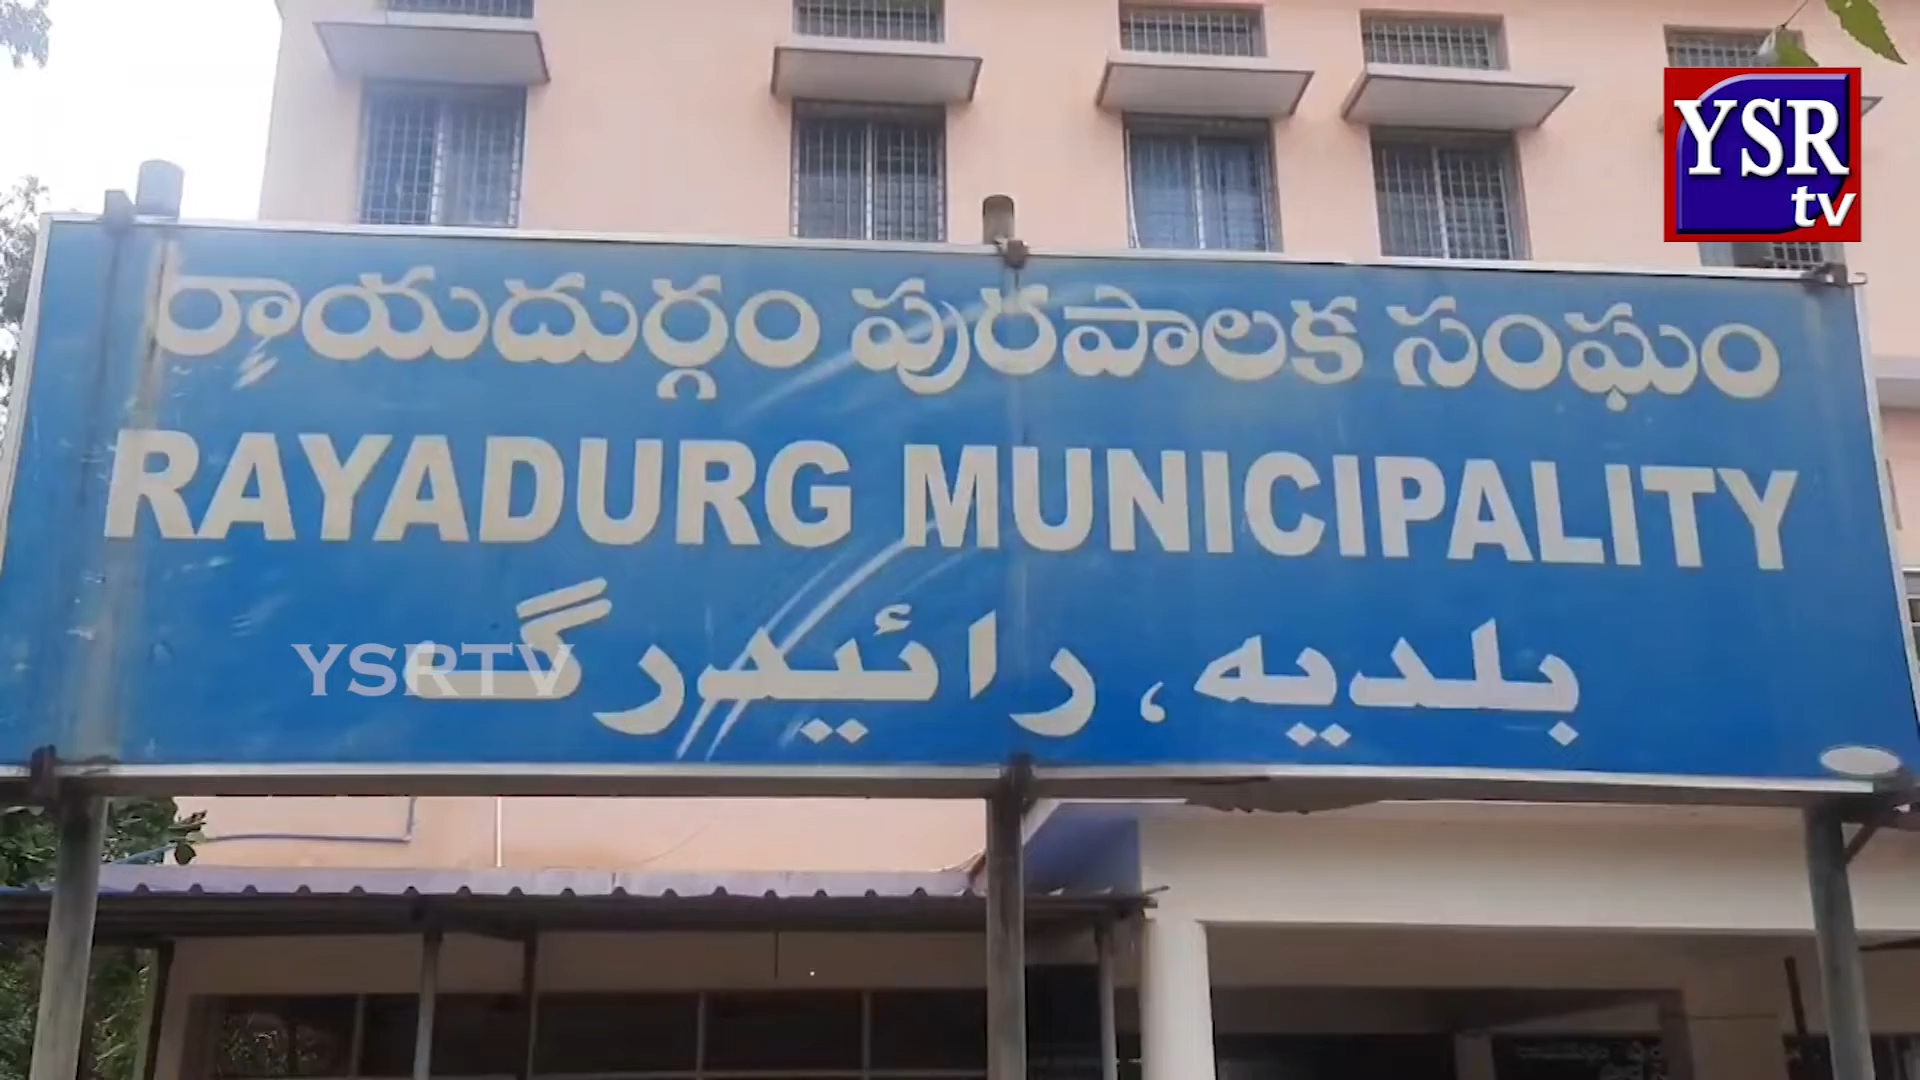 YSR
tv
రాయదుర్గం పురపాలక సంఘం
RAYADURG MUNICIPALITY
بلدیہ، رائیدرگ
YSRTV